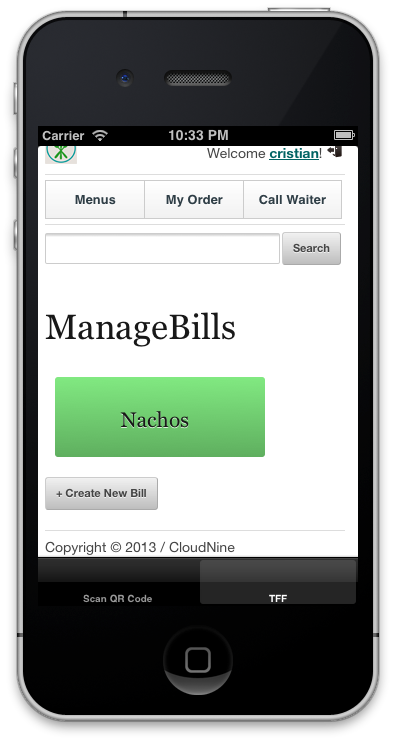 Carrier 10:33 PM
Welcome cristian!
Menus My Order Call Waiter
Search
ManageBills
Nachos
+ Create New Bill
Copyright © 2013 / CloudNine
Scan QR Code TFF